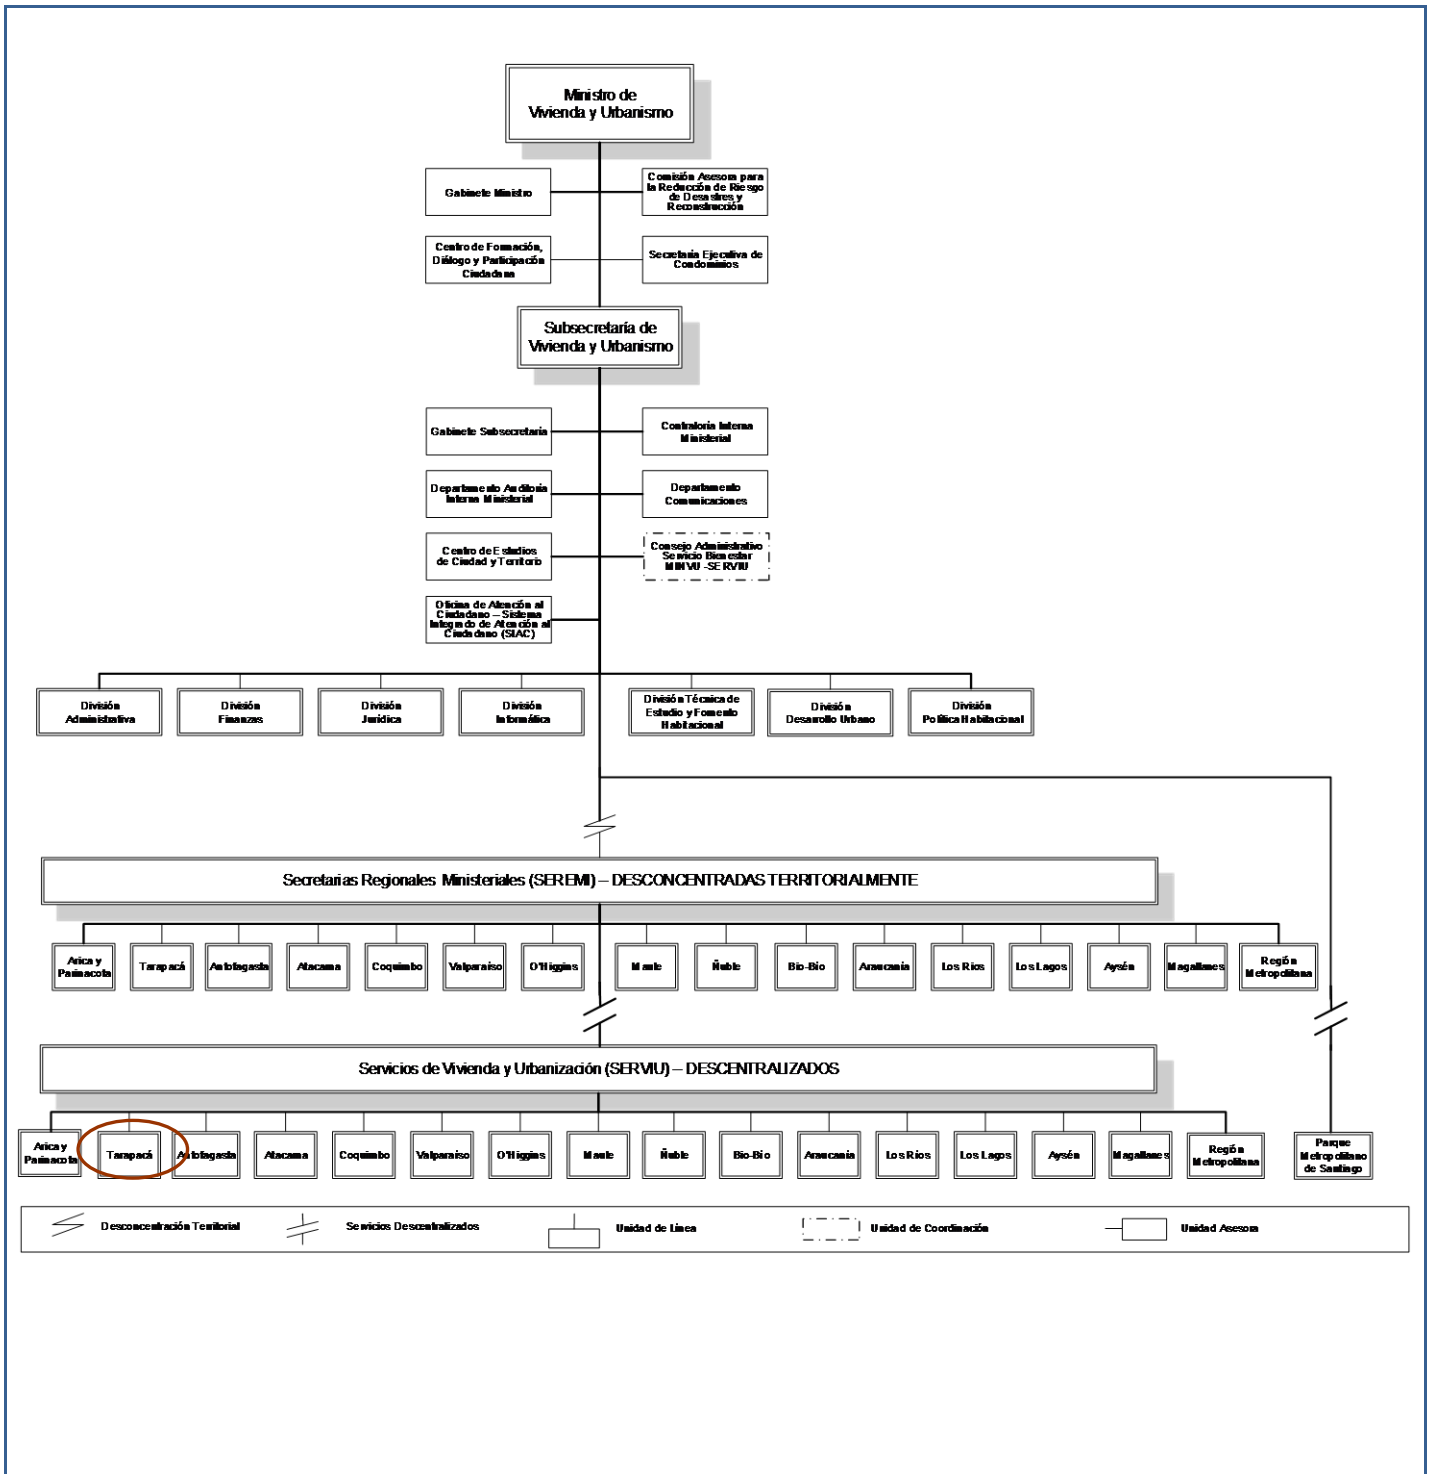 Ministro de
Vivienda y Urbanismo
Gabinete Ministro
Comisión Asesora para
la Reducción de Riesgo
de Desastres y
Reconstrucción
Centro de Formación,
Diálogo y Participación
Ciudadana
Secretaría Ejecutiva de
Condominios
Subsecretaría de
Vivienda y Urbanismo
Gabinete Subsecretaría
Contraloría Interna
Ministerial
Departamento Auditoría
Interna Ministerial
Departamento
Comunicaciones
Centro de Estudios
de Ciudad y Territorio
Consejo Administrativo
Servicio Bienestar
MINVU -SERVIU
Oficina de Atención al
Ciudadano – Sistema
Integrado de Atención al
Ciudadano (SIAC)
División
Administrativa
División
Finanzas
División
Jurídica
División
Informática
División Técnica de
Estudio y Fomento
Habitacional
División
Desarrollo Urbano
División
Política Habitacional
Secretarias Regionales Ministeriales (SEREMI) – DESCONCENTRADAS TERRITORIALMENTE
Arica y
Parinacota
Tarapacá
Antofagasta
Atacama
Coquimbo
Valparaíso
O'Higgins
Maule
Ñuble
Bio-Bio
Araucanía
Los Ríos
Los Lagos
Aysén
Magallanes
Región
Metropolitana
Servicios de Vivienda y Urbanización (SERVIU) – DESCENTRALIZADOS
Arica y
Parinacota
Tarapacá
Antofagasta
Atacama
Coquimbo
Valparaíso
O'Higgins
Maule
Ñuble
Bio-Bio
Araucanía
Los Ríos
Los Lagos
Aysén
Magallanes
Región
Metropolitana
Parque
Metropolitano
de Santiago
Desconcentración Territorial
Servicios Descentralizados
Unidad de Línea
Unidad de Coordinación
Unidad Asesora